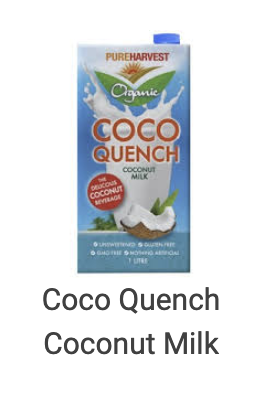 PUREHARVEST
Organic
COCO
QUENCH
COCONUT
MILK
THE
DELICIOUS
COCONUT
BEVERAGE
UNSWEETENED GLUTEN FREE
GMO FREE NOTHING ARTIFICIAL
1 LITRE
Coco Quench
Coconut Milk